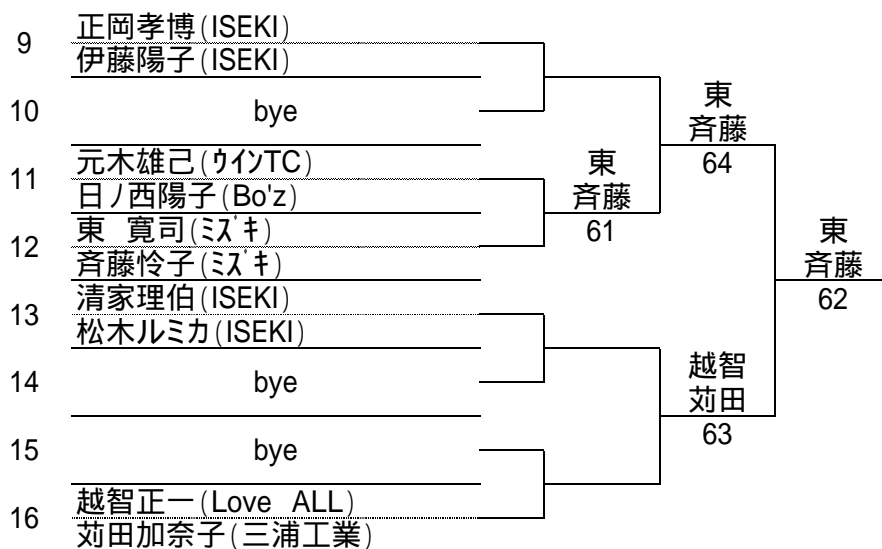 9
正岡孝博(ISEKI)
伊藤陽子(ISEKI)
10
bye
11
元木雄己(ｳｲﾝTC)
日ノ西陽子(Bo'z)
12
東 寛司(ﾐｽﾞｷ)
斉藤怜子(ﾐｽﾞｷ)
13
清家理伯(ISEKI)
松木ルミカ(ISEKI)
14
bye
15
bye
16
越智正一(Love ALL)
苅田加奈子(三浦工業)
東
斉藤
61
東
斉藤
64
越智
苅田
63
東
斉藤
62